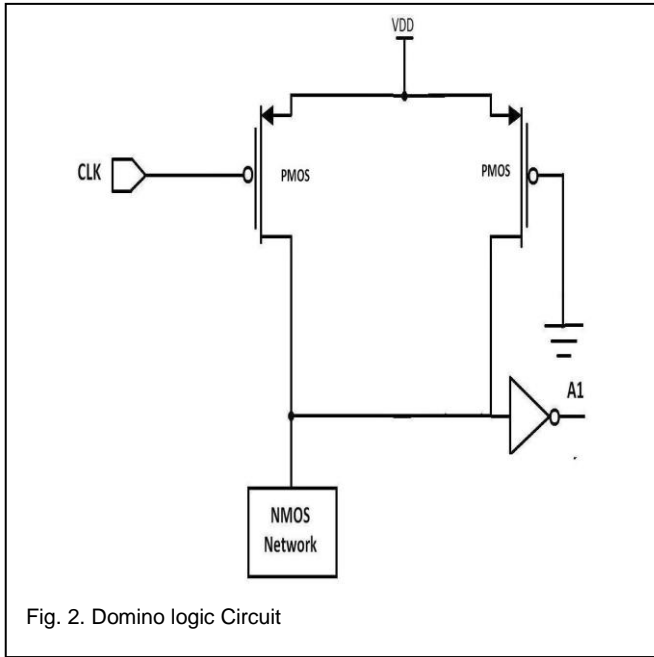 VDD
CLK
PMOS
PMOS
A1
NMOS
Network
Fig. 2. Domino logic Circuit